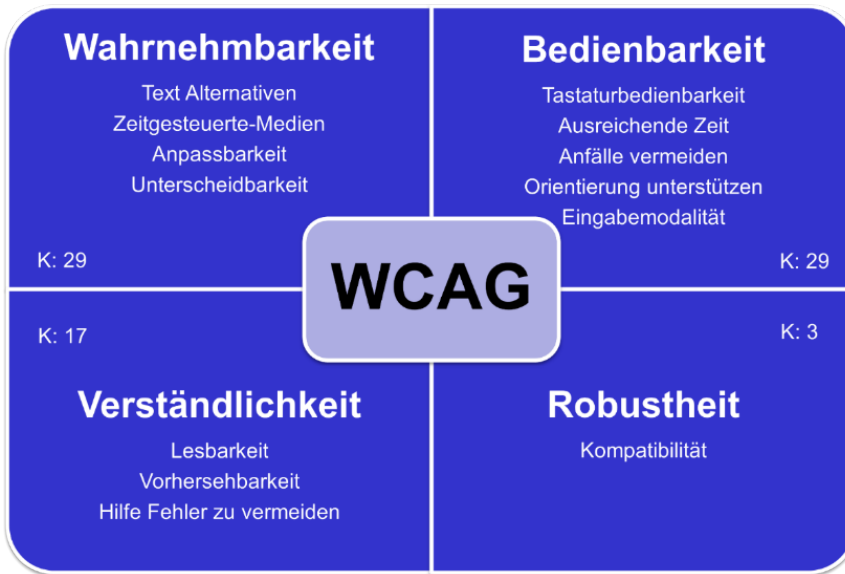 Wahrnehmbarkeit
Text Alternativen
Zeitgesteuerte-Medien
Anpassbarkeit
Unterscheidbarkeit
K: 29
Bedienbarkeit
Tastaturbedienbarkeit
Ausreichende Zeit
Anfälle vermeiden
Orientierung unterstützen
Eingabemodalität
K: 29
WCAG
K: 17
Verständlichkeit
Lesbarkeit
Vorhersehbarkeit
Hilfe Fehler zu vermeiden
K: 3
Robustheit
Kompatibilität